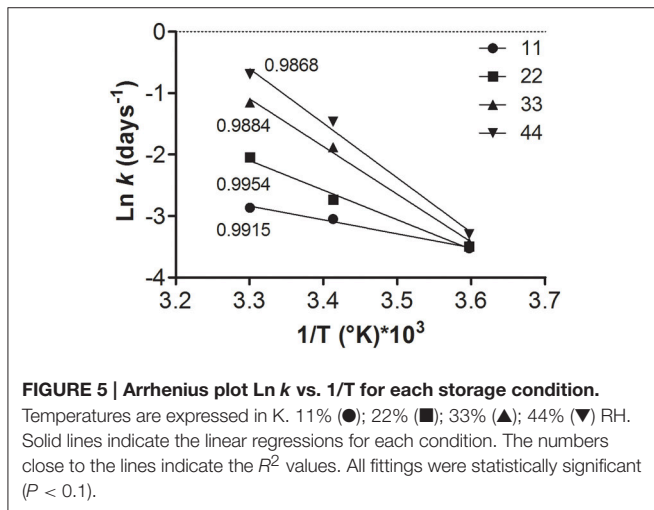 0
-1
-2
-3
-4
Ln k (days⁻¹)
0.9868
0.9884
0.9954
0.9915
11
22
33
44
3.2 3.3 3.4 3.5 3.6 3.7
1/T (°K)*10³
FIGURE 5 | Arrhenius plot Ln k vs. 1/T for each storage condition.
Temperatures are expressed in K. 11% (●); 22% (■); 33% (▲); 44% (▼) RH.
Solid lines indicate the linear regressions for each condition. The numbers
close to the lines indicate the R² values. All fittings were statistically significant
(P < 0.1).